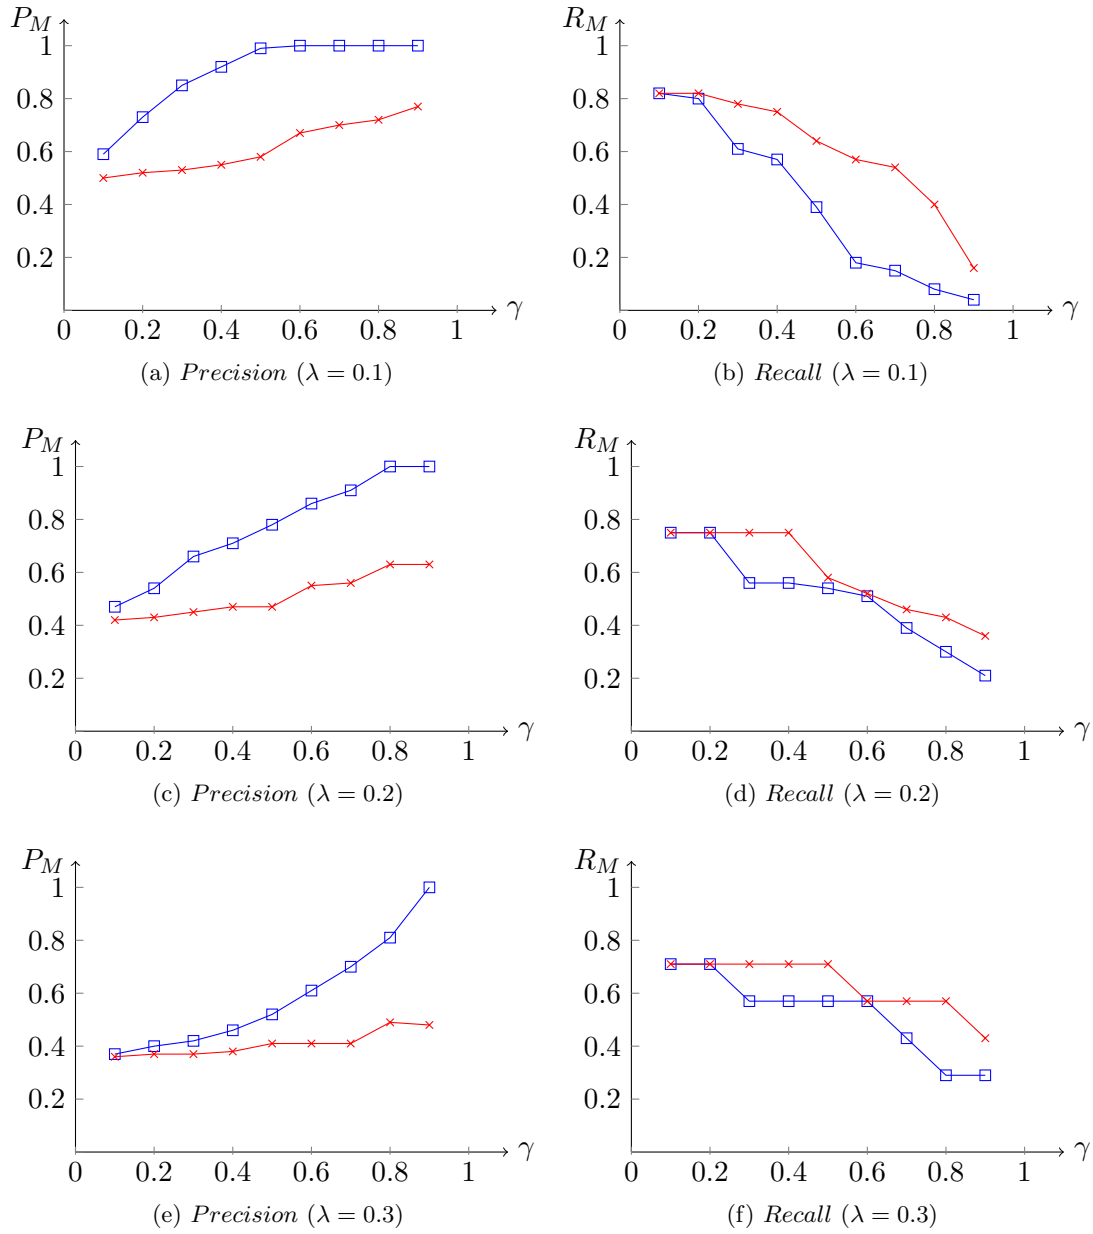 P_M
R_M
1
0.8
0.6
0.4
0.2
0 0.2 0.4 0.6 0.8 1 γ
1
0.8
0.6
0.4
0.2
0 0.2 0.4 0.6 0.8 1 γ
(a) Precision (λ = 0.1)
(b) Recall (λ = 0.1)
P_M
R_M
1
0.8
0.6
0.4
0.2
0 0.2 0.4 0.6 0.8 1 γ
1
0.8
0.6
0.4
0.2
0 0.2 0.4 0.6 0.8 1 γ
(c) Precision (λ = 0.2)
(d) Recall (λ = 0.2)
P_M
R_M
1
0.8
0.6
0.4
0.2
0 0.2 0.4 0.6 0.8 1 γ
1
0.8
0.6
0.4
0.2
0 0.2 0.4 0.6 0.8 1 γ
(e) Precision (λ = 0.3)
(f) Recall (λ = 0.3)